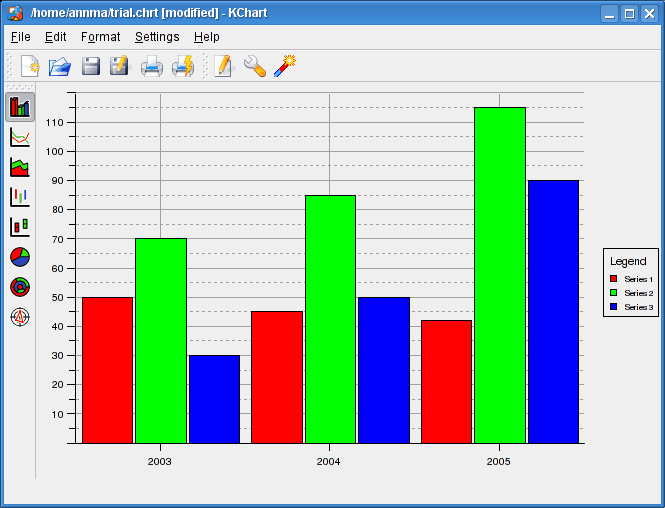 /home/annma/trial.chrt [modified] - KChart
File Edit Format Settings Help
110
100
90
80
70
60
50
40
30
20
10
2003 2004 2005
Legend
Series 1
Series 2
Series 3